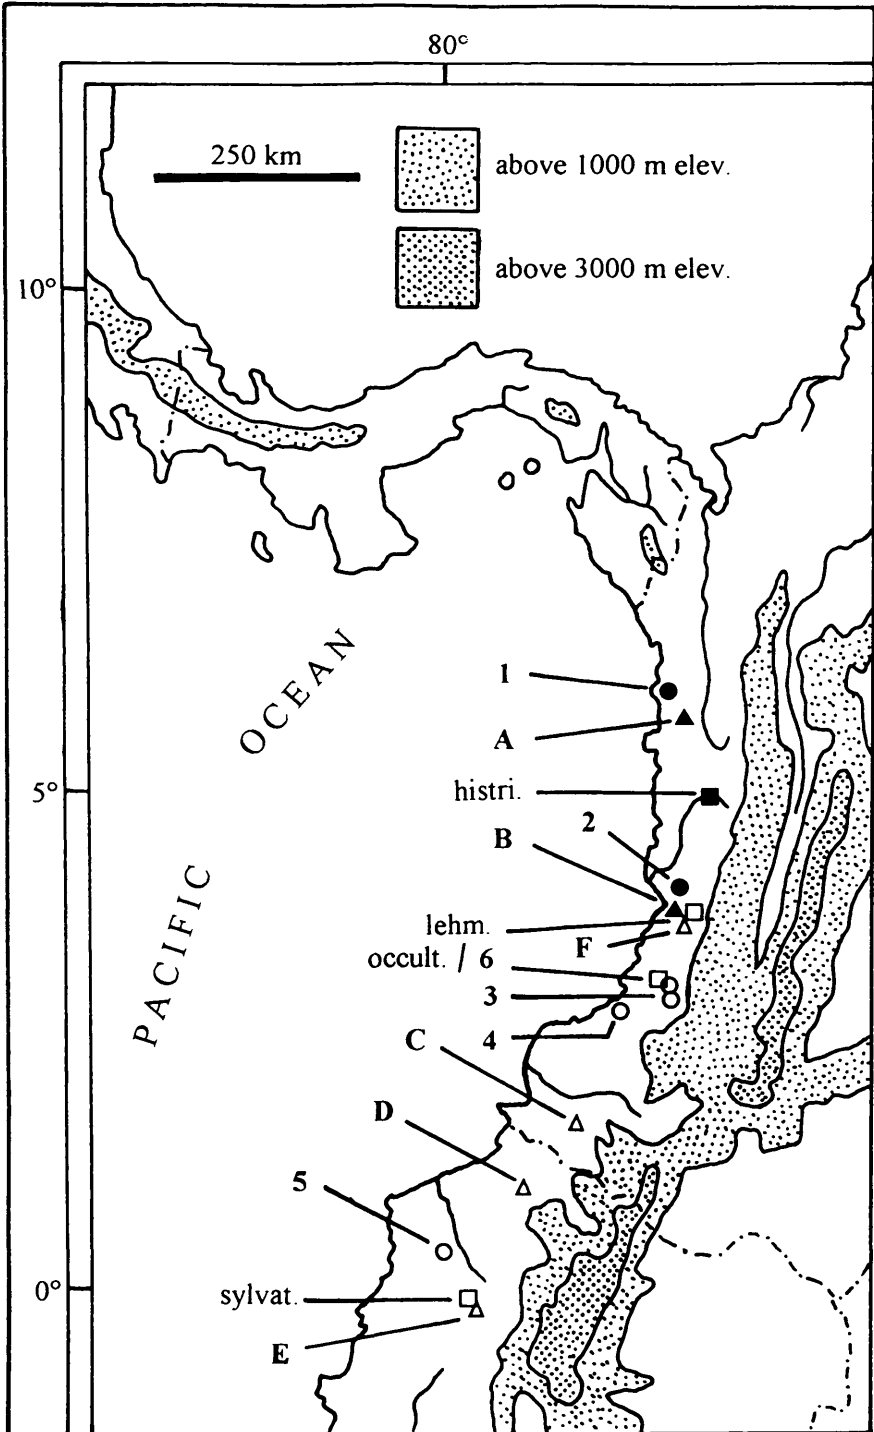 80°
250 km
above 1000 m elev.
above 3000 m elev.
10°
OCEAN
1
A
5°
histri.
2
B
PACIFIC
lehm.
F
occult. / 6
3
4
C
D
5
0°
sylvat.
E